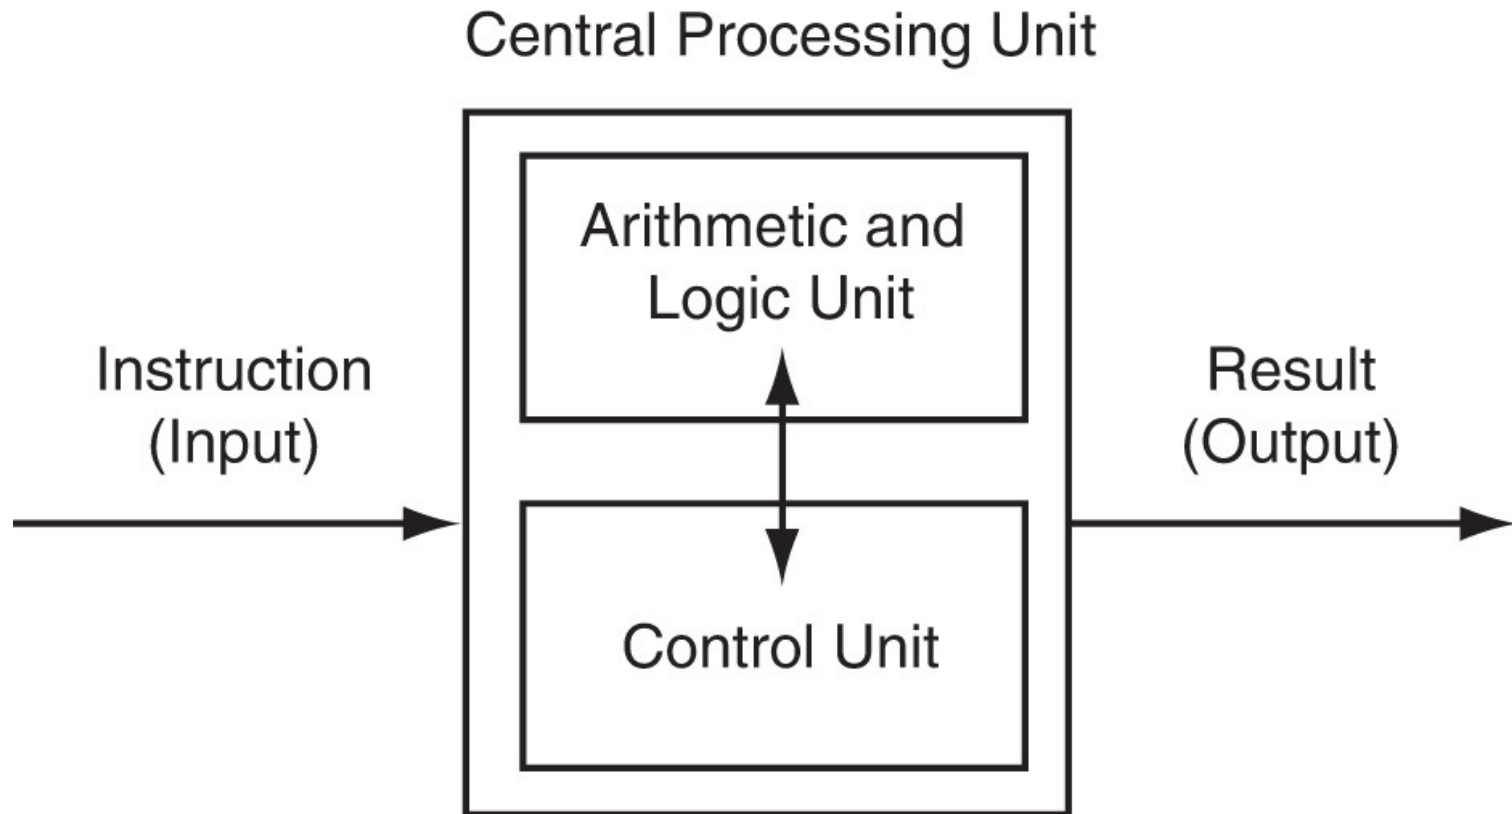 Central Processing Unit
Arithmetic and
Logic Unit
Instruction
(Input)
Result
(Output)
Control Unit